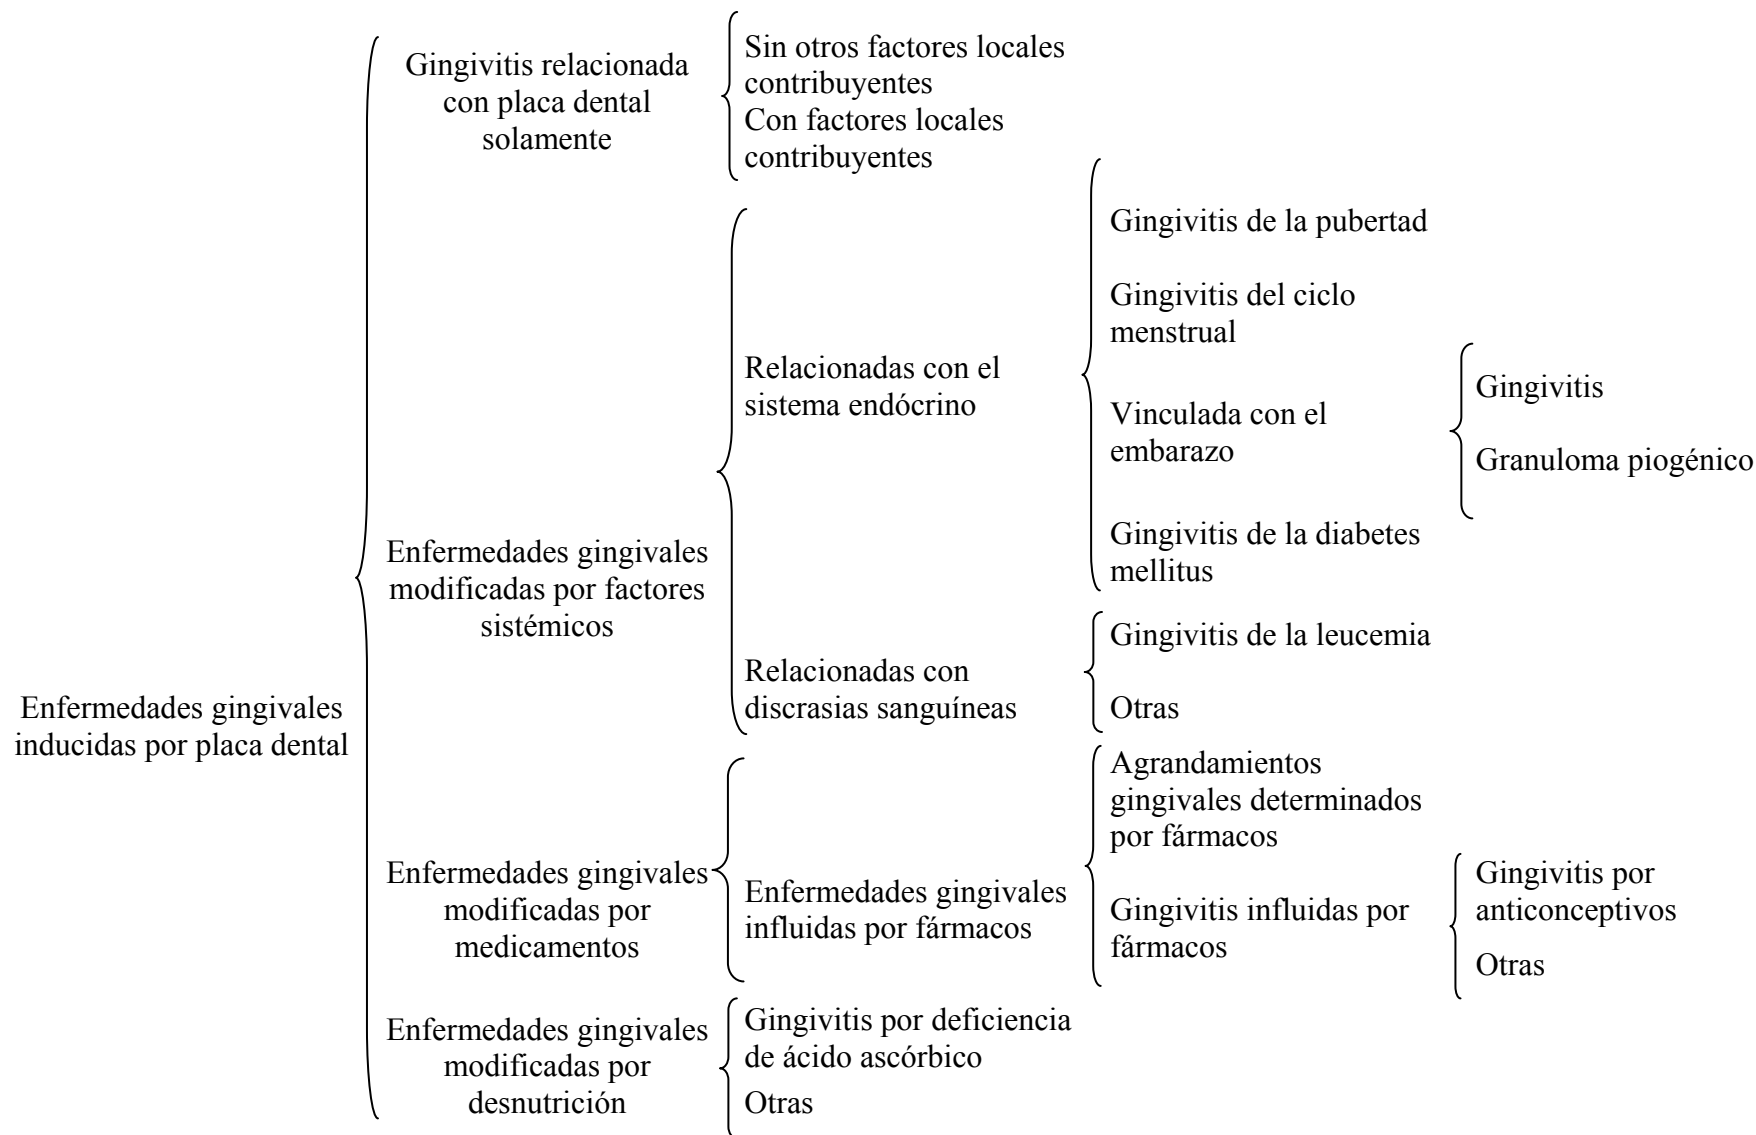 Enfermedades gingivales
inducidas por placa dental
Gingivitis relacionada
con placa dental
solamente
Sin otros factores locales
contribuyentes
Con factores locales
contribuyentes
Enfermedades gingivales
modificadas por factores
sistémicos
Relacionadas con el
sistema endócrino
Gingivitis de la pubertad
Gingivitis del ciclo
menstrual
Vinculada con el
embarazo
Gingivitis
Granuloma piogénico
Gingivitis de la diabetes
mellitus
Relacionadas con
discrasias sanguíneas
Gingivitis de la leucemia
Otras
Enfermedades gingivales
modificadas por
medicamentos
Enfermedades gingivales
influidas por fármacos
Agrandamientos
gingivales determinados
por fármacos
Gingivitis influidas por
fármacos
Gingivitis por
anticonceptivos
Otras
Enfermedades gingivales
modificadas por
desnutrición
Gingivitis por deficiencia
de ácido ascórbico
Otras